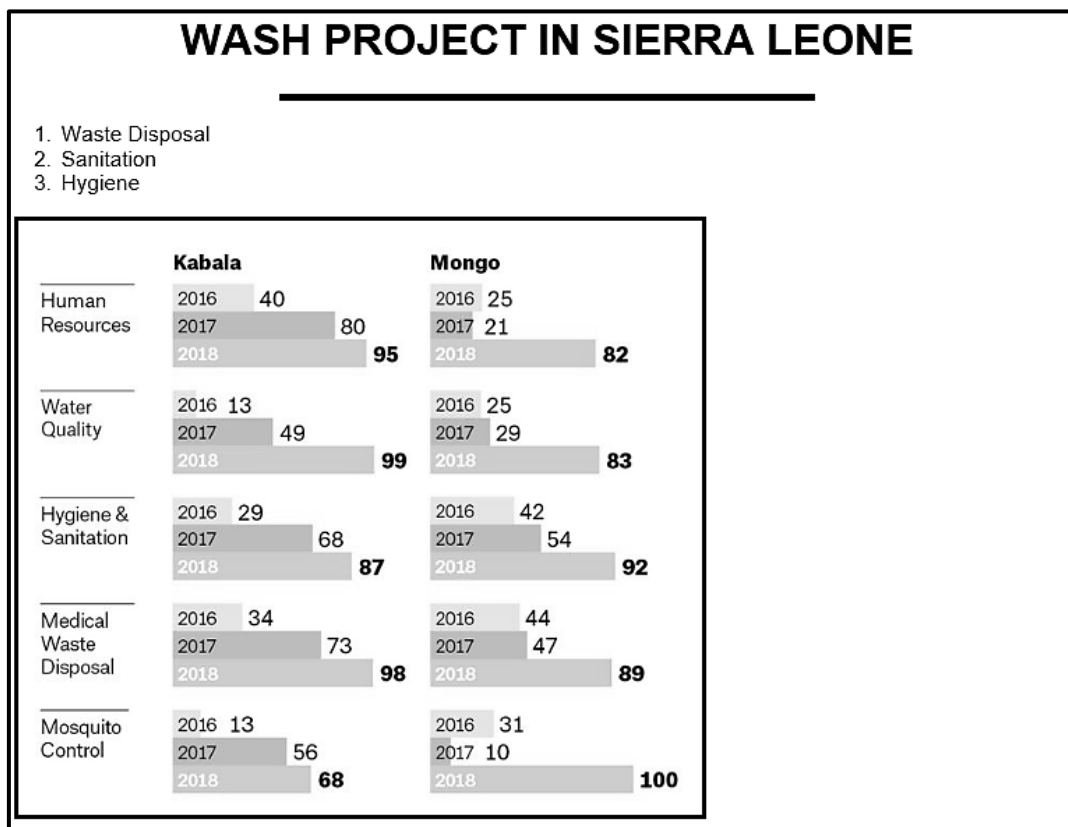 WASH PROJECT IN SIERRA LEONE
1. Waste Disposal
2. Sanitation
3. Hygiene
Kabala Mongo
Human
Resources
2016 40
2017 80
2018 95
2016 25
2017 21
2018 82
Water
Quality
2016 13
2017 49
2018 99
2016 25
2017 29
2018 83
Hygiene &
Sanitation
2016 29
2017 68
2018 87
2016 42
2017 54
2018 92
Medical
Waste
Disposal
2016 34
2017 73
2018 98
2016 44
2017 47
2018 89
Mosquito
Control
2016 13
2017 56
2018 68
2016 31
2017 10
2018 100